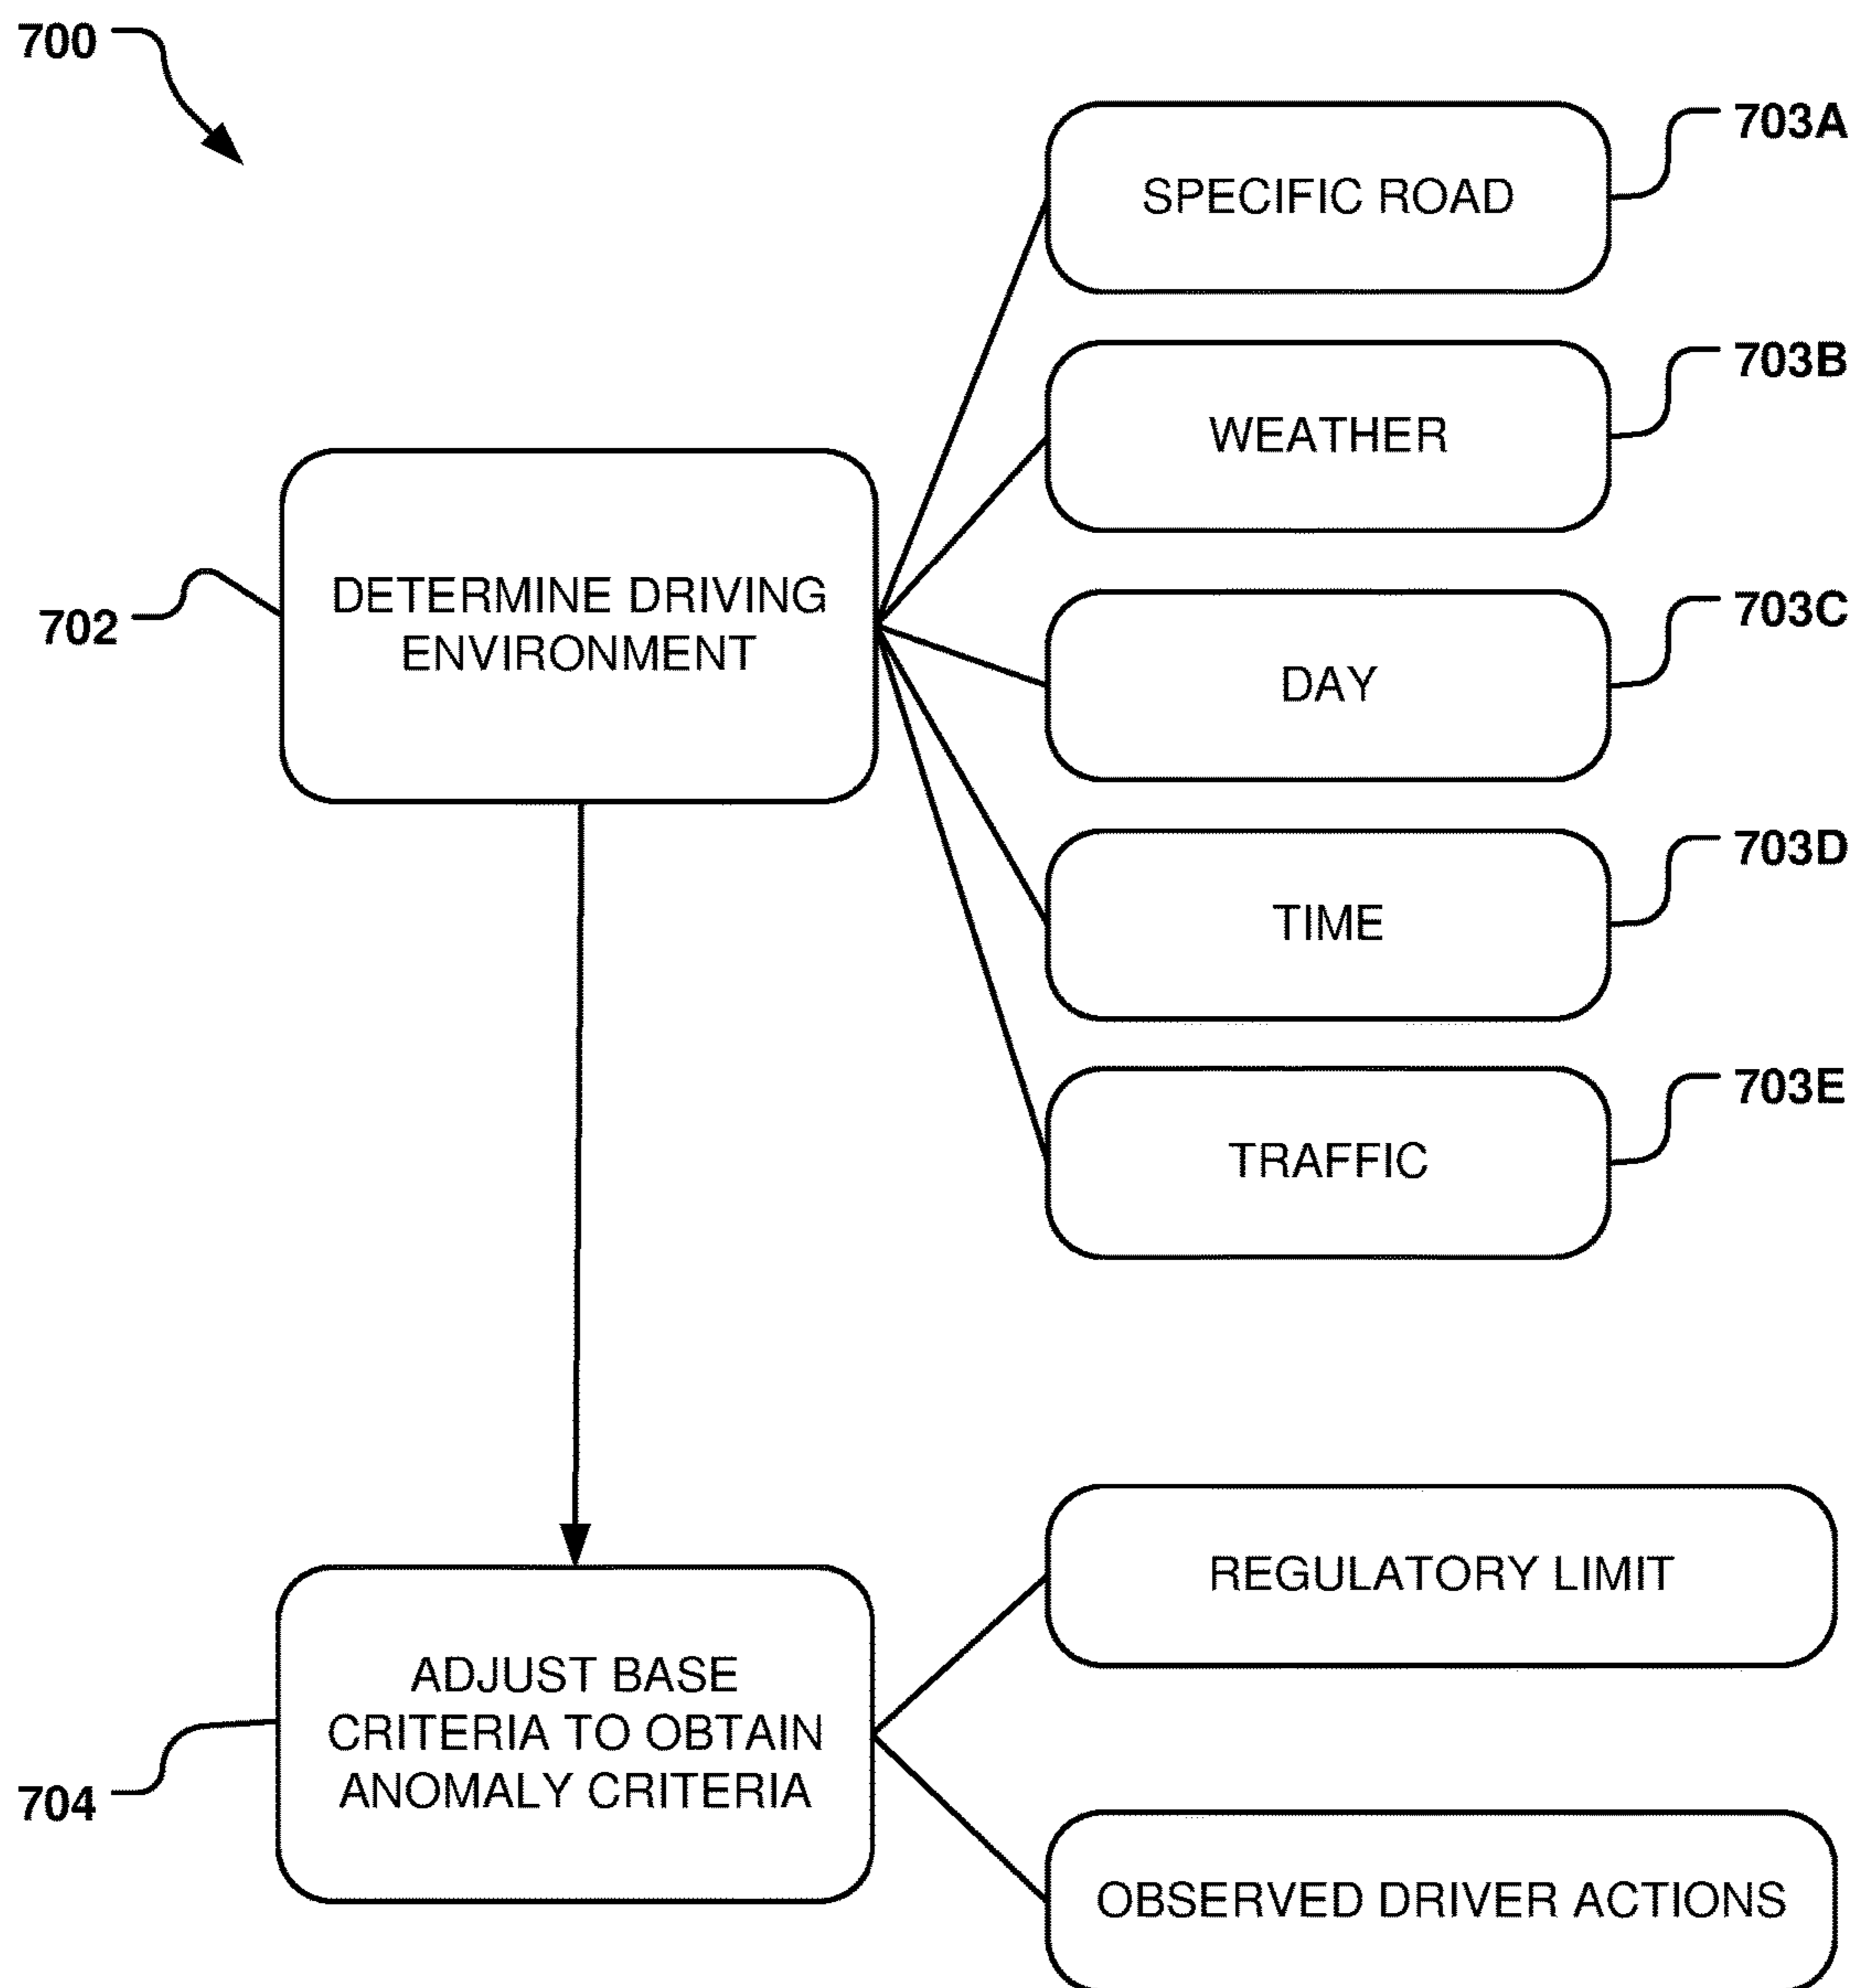 700
703A
SPECIFIC ROAD
703B
WEATHER
702
DETERMINE DRIVING
ENVIRONMENT
703C
DAY
703D
TIME
703E
TRAFFIC
REGULATORY LIMIT
704
ADJUST BASE
CRITERIA TO OBTAIN
ANOMALY CRITERIA
OBSERVED DRIVER ACTIONS